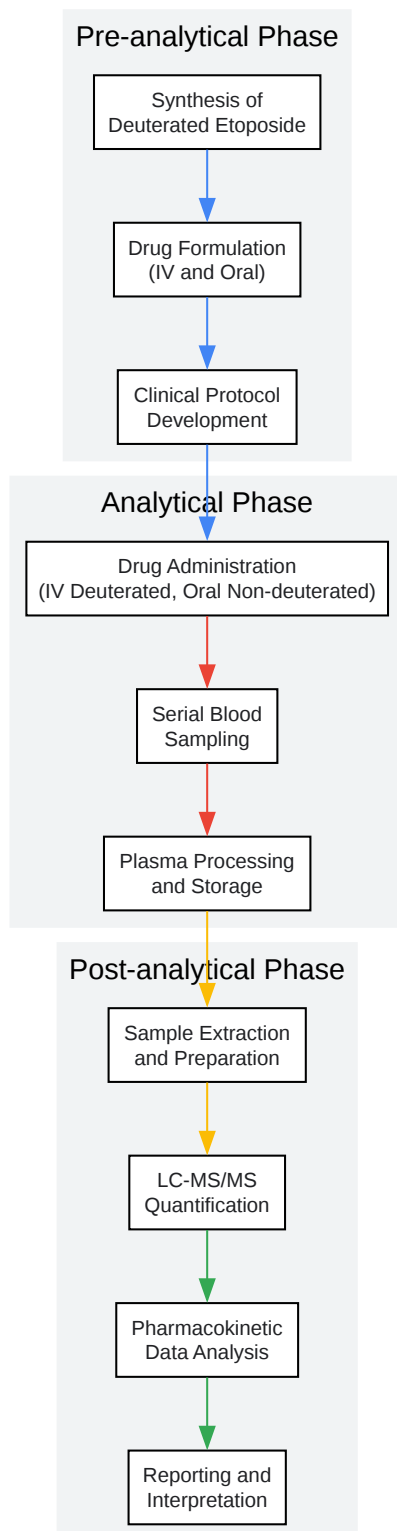 Pre-analytical Phase
Synthesis of
Deuterated Etoposide
Drug Formulation
(IV and Oral)
Clinical Protocol
Development
Analytical Phase
Drug Administration
(IV Deuterated, Oral Non-deuterated)
Serial Blood
Sampling
Plasma Processing
and Storage
Post-analytical Phase
Sample Extraction
and Preparation
LC-MS/MS
Quantification
Pharmacokinetic
Data Analysis
Reporting and
Interpretation